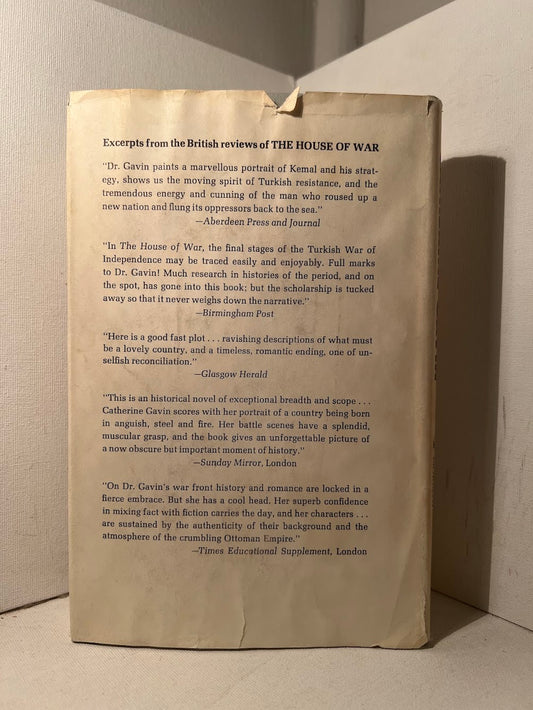 Excerpts from the British reviews of THE HOUSE OF WAR
"Dr. Gavin paints a marvellous portrait of Kemal and his strat-
egy, shows us the moving spirit of Turkish resistance, and the
tremendous energy and cunning of the man who roused up a
new nation and flung its oppressors back to the sea."
—Aberdeen Press and Journal
"In The House of War, the final stages of the Turkish War of
Independence may be traced easily and enjoyably. Full marks
to Dr. Gavin! Much research in histories of the period, and on
the spot, has gone into this book; but the scholarship is tucked
away so that it never weighs down the narrative."
—Birmingham Post
"Here is a good fast plot . . . ravishing descriptions of what must
be a lovely country, and a timeless, romantic ending, one of un-
selfish reconciliation."
—Glasgow Herald
"This is an historical novel of exceptional breadth and scope . . .
Catherine Gavin scores with her portrait of a country being born
in anguish, steel and fire. Her battle scenes have a splendid,
muscular grasp, and the book gives an unforgettable picture of
a now obscure but important moment of history."
—Sunday Mirror, London
"On Dr. Gavin's war front history and romance are locked in a
fierce embrace. But she has a cool head. Her superb confidence
in mixing fact with fiction carries the day, and her characters . . .
are sustained by the authenticity of their background and the
atmosphere of the crumbling Ottoman Empire."
—Times Educational Supplement, London